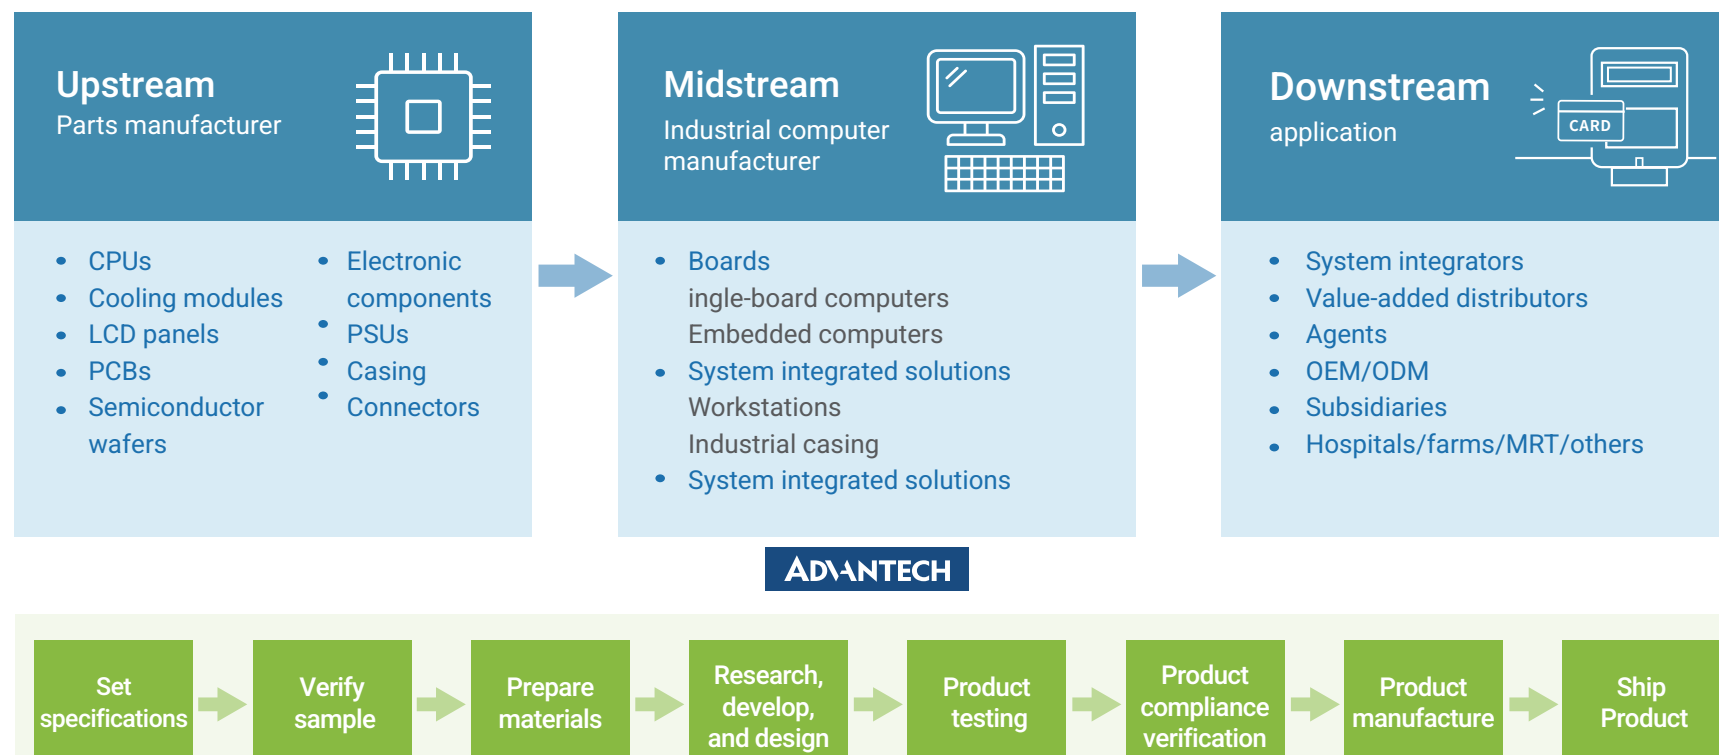 Upstream
Parts manufacturer
CPUs
Cooling modules
LCD panels
PCBs
Semiconductor
wafers
Electronic
components
PSUs
Casing
Connectors
Midstream
Industrial computer
manufacturer
Boards
ingle-board computers
Embedded computers
System integrated solutions
Workstations
Industrial casing
System integrated solutions
Downstream
application
CARD
System integrators
Value-added distributors
Agents
OEM/ODM
Subsidiaries
Hospitals/farms/MRT/others
ADVANTECH
Set
specifications
Verify
sample
Prepare
materials
Research,
develop,
and design
Product
testing
Product
compliance
verification
Product
manufacture
Ship
Product